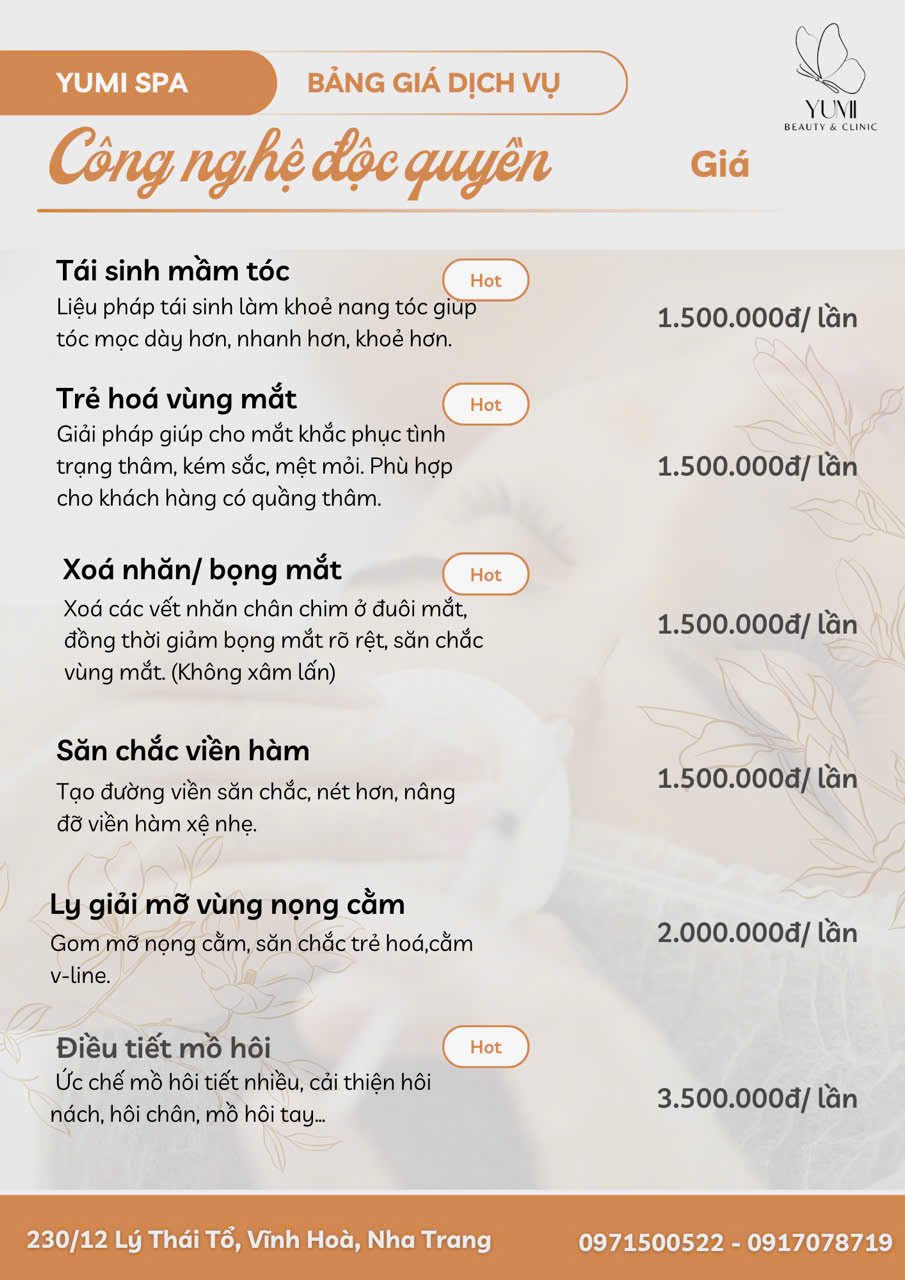 YUMI SPA
BẢNG GIÁ DỊCH VỤ
YUMI
BEAUTY & CLINIC
Công nghệ độc quyền
Giá
Tái sinh mầm tóc
Hot
Liệu pháp tái sinh làm khoẻ nang tóc giúp
tóc mọc dày hơn, nhanh hơn, khoẻ hơn.
1.500.000đ/ lần
Trẻ hoá vùng mắt
Hot
Giải pháp giúp cho mắt khắc phục tình
trạng thâm, kém sắc, mệt mỏi. Phù hợp
cho khách hàng có quầng thâm.
1.500.000đ/ lần
Xoá nhăn/ bọng mắt
Hot
Xoá các vết nhăn chân chim ở đuôi mắt,
đồng thời giảm bọng mắt rõ rệt, săn chắc
vùng mắt. (Không xâm lấn)
1.500.000đ/ lần
Săn chắc viền hàm
Tạo đường viền săn chắc, nét hơn, nâng
đỡ viền hàm xệ nhẹ.
1.500.000đ/ lần
Ly giải mỡ vùng nọng cằm
Gom mỡ nọng cằm, săn chắc trẻ hoá,cằm
v-line.
2.000.000đ/ lần
Điều tiết mồ hôi
Hot
Ức chế mồ hôi tiết nhiều, cải thiện hôi
nách, hôi chân, mồ hôi tay...
3.500.000đ/ lần
230/12 Lý Thái Tổ, Vĩnh Hoà, Nha Trang
0971500522 - 0917078719